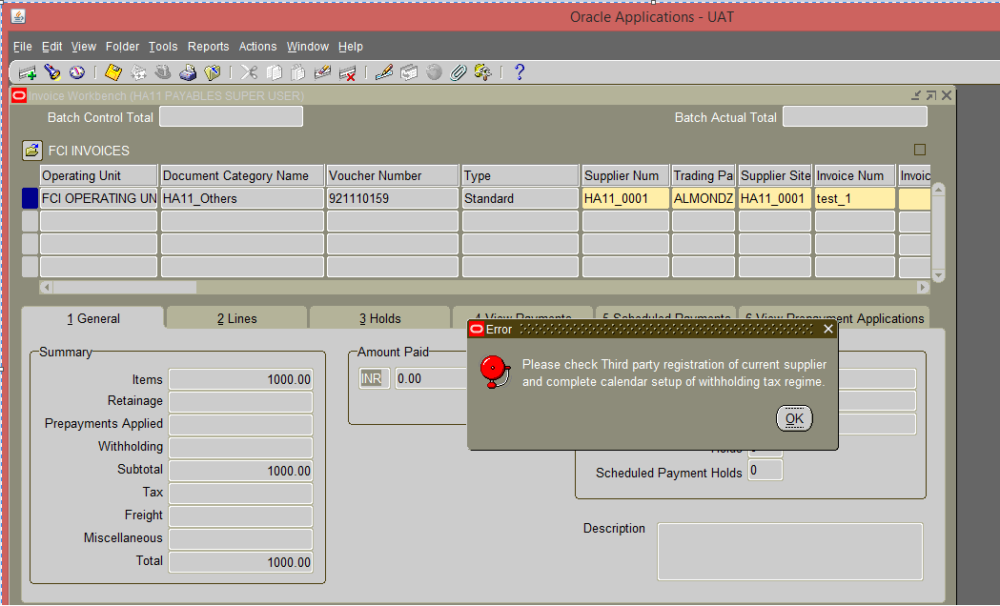 Oracle Applications - UAT
File Edit View Folder Tools Reports Actions Window Help
Invoice Workbench (HA11 PAYABLES SUPER USER)
Batch Control Total
Batch Actual Total
FCI INVOICES
Operating Unit Document Category Name Voucher Number Type Supplier Num Trading Pa Supplier Site Invoice Num Invoic
FCI OPERATING UN HA11_Others 921110159 Standard HA11_0001 ALMONDZ HA11_0001 test_1
1 General 2 Lines 3 Holds 4 View Payments 5 Scheduled Payments 6 View Prepayment Applications
Error
Please check Third party registration of current supplier
and complete calendar setup of withholding tax regime.
OK
Summary
Items 1000.00
Retainage
Prepayments Applied
Withholding
Subtotal 1000.00
Tax
Freight
Miscellaneous
Total 1000.00
Amount Paid
INR 0.00
Holds
Scheduled Payment Holds 0
Description